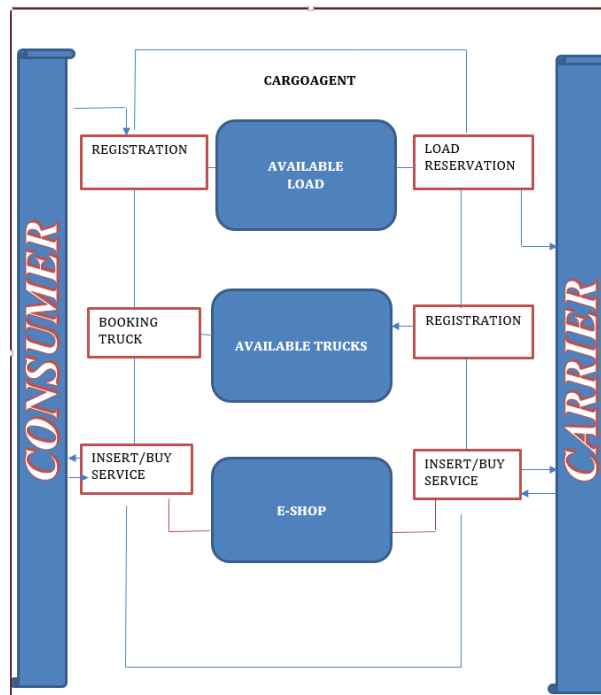 CARGOAGENT
CONSUMER
REGISTRATION
AVAILABLE
LOAD
LOAD
RESERVATION
CARRIER
BOOKING
TRUCK
AVAILABLE TRUCKS
REGISTRATION
INSERT/BUY
SERVICE
E-SHOP
INSERT/BUY
SERVICE